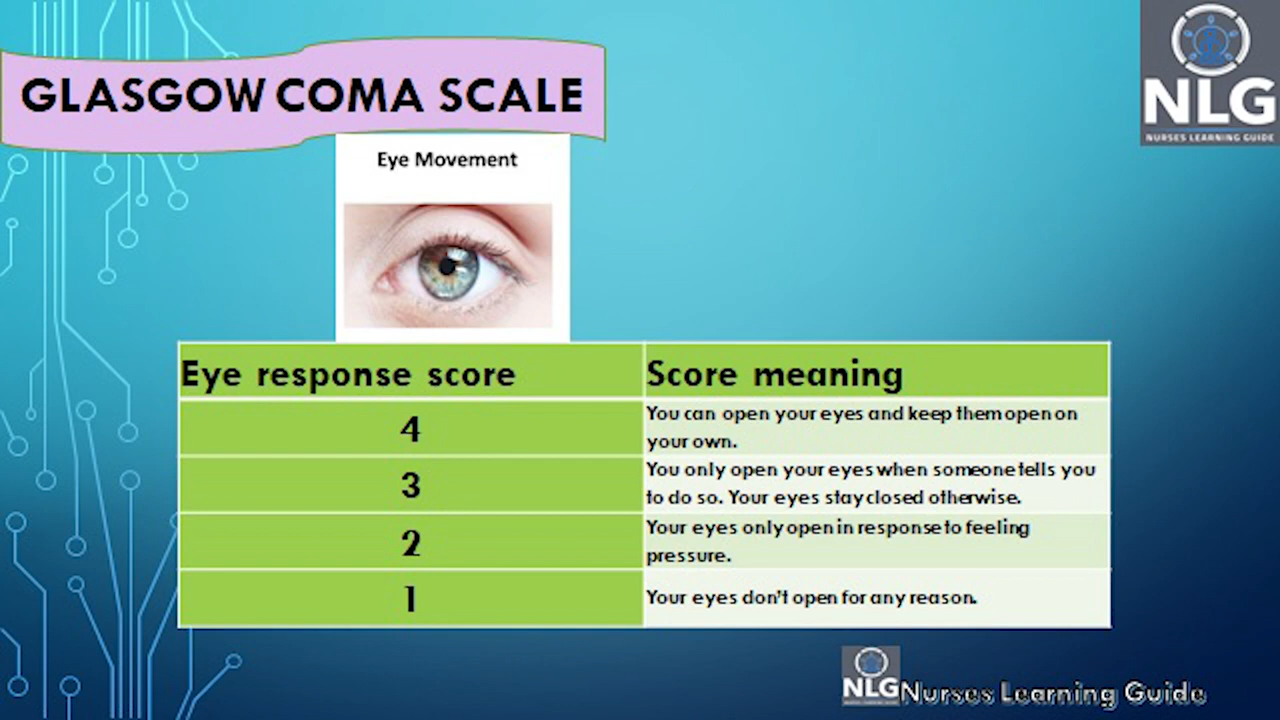 GLASGOW COMA SCALE
NLG
NURSES LEARNING GUIDE
Eye Movement
Eye response score
Score meaning
4
You can open your eyes and keep them open on
your own.
3
You only open your eyes when someone tells you
to do so. Your eyes stay closed otherwise.
2
Your eyes only open in response to feeling
pressure.
1
Your eyes don't open for any reason.
NLG
NURSES LEARNING GUIDE
Nurses Learning Guide